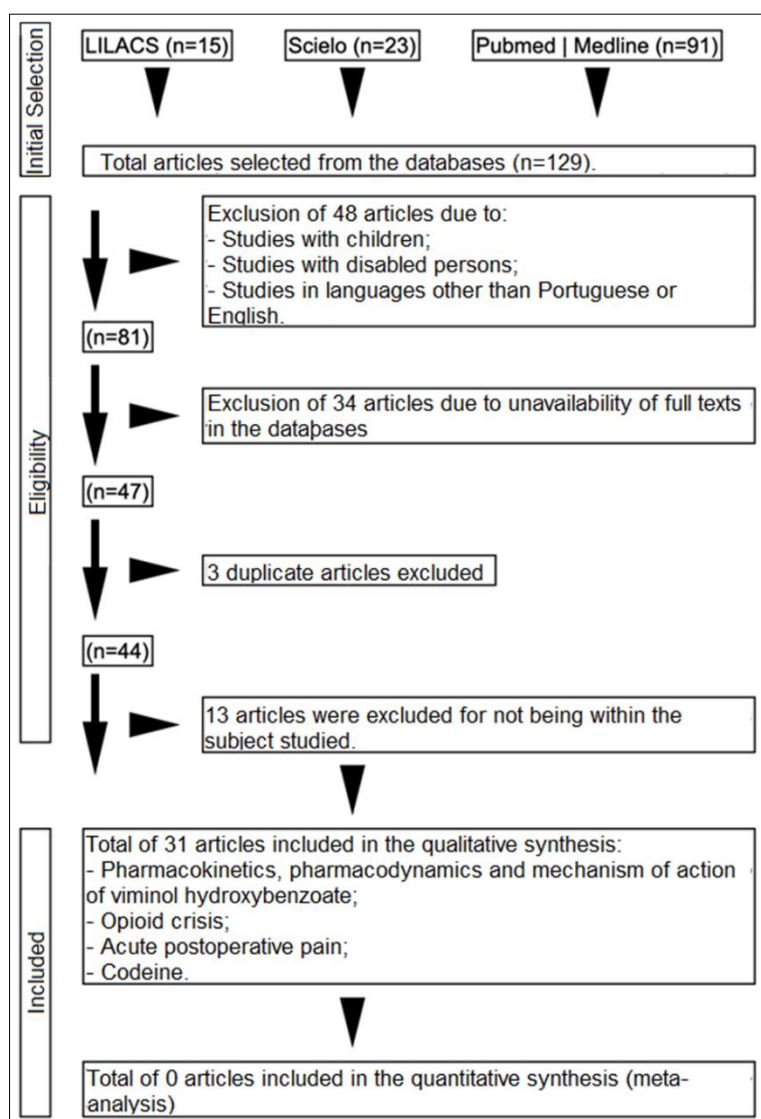 Initial Selection
LILACS (n=15)
Scielo (n=23)
Pubmed | Medline (n=91)
Total articles selected from the databases (n=129).
Eligibility
Exclusion of 48 articles due to:
- Studies with children;
- Studies with disabled persons;
- Studies in languages other than Portuguese or
English.
(n=81)
Exclusion of 34 articles due to unavailability of full texts
in the databases
(n=47)
3 duplicate articles excluded
(n=44)
13 articles were excluded for not being within the
subject studied.
Included
Total of 31 articles included in the qualitative synthesis:
- Pharmacokinetics, pharmacodynamics and mechanism of action
of viminol hydroxybenzoate;
- Opioid crisis;
- Acute postoperative pain;
- Codeine.
Total of 0 articles included in the quantitative synthesis (meta-
analysis)